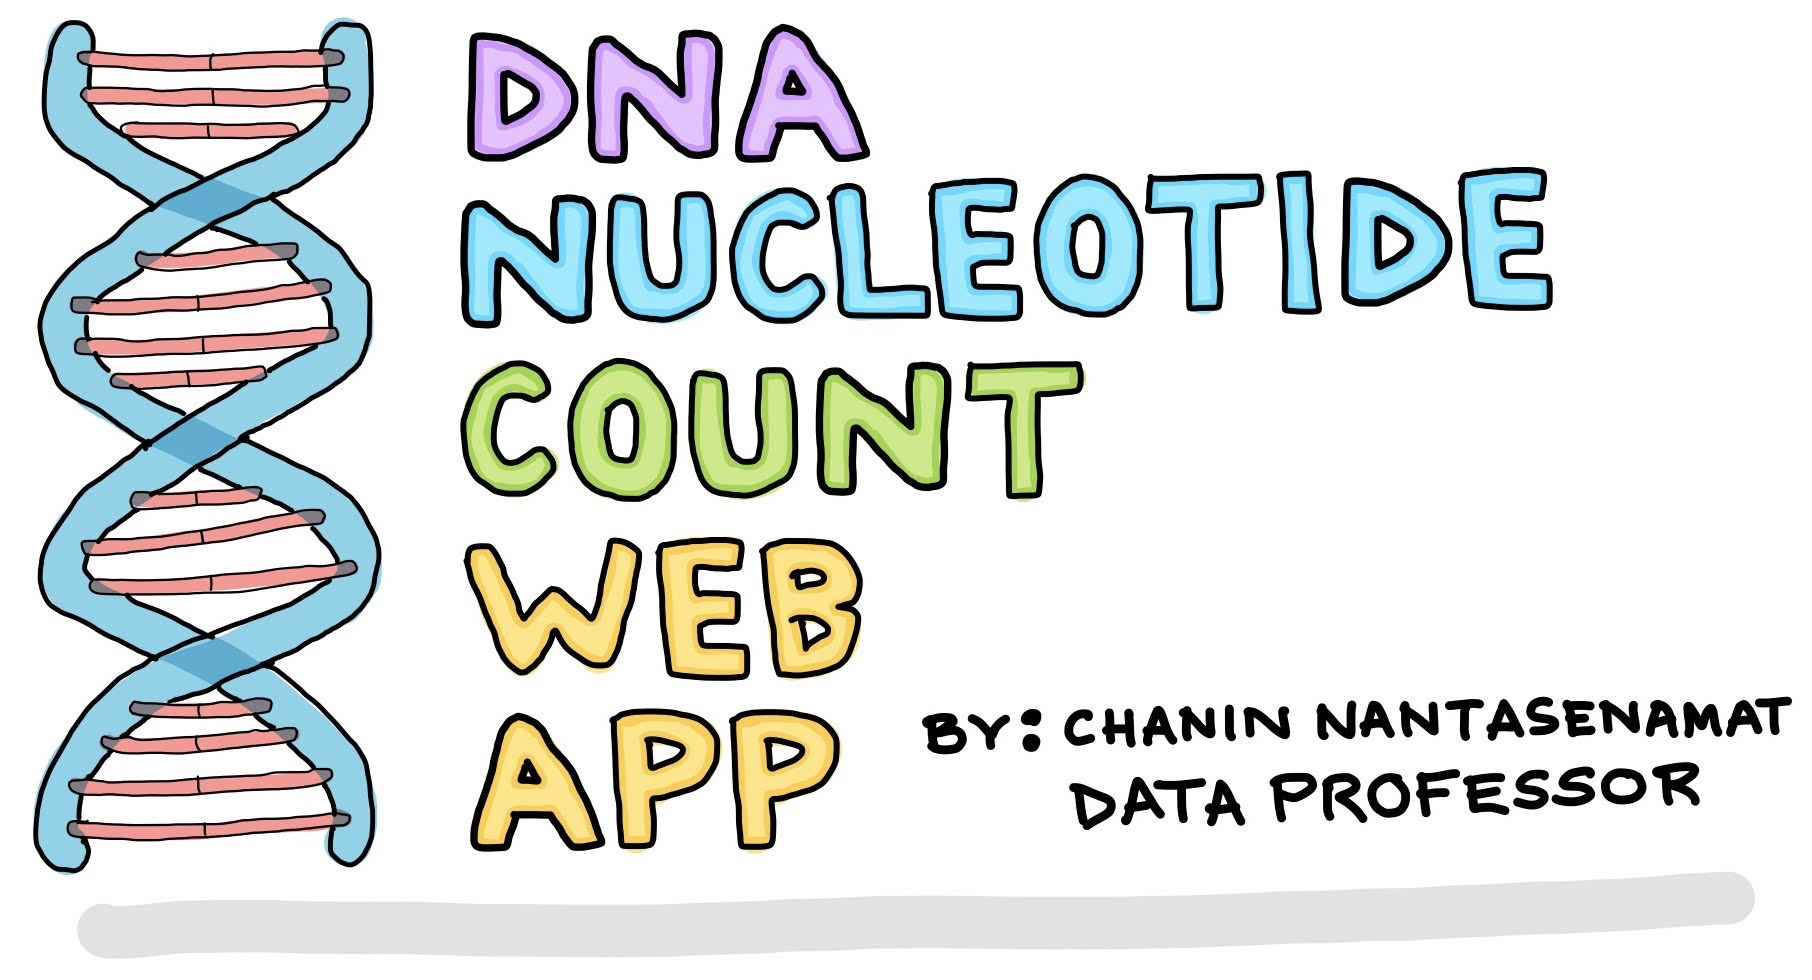 DNA
NUCLEOTIDE
COUNT
WEB
APP
BY: CHANIN NANTASENAMAT
DATA PROFESSOR